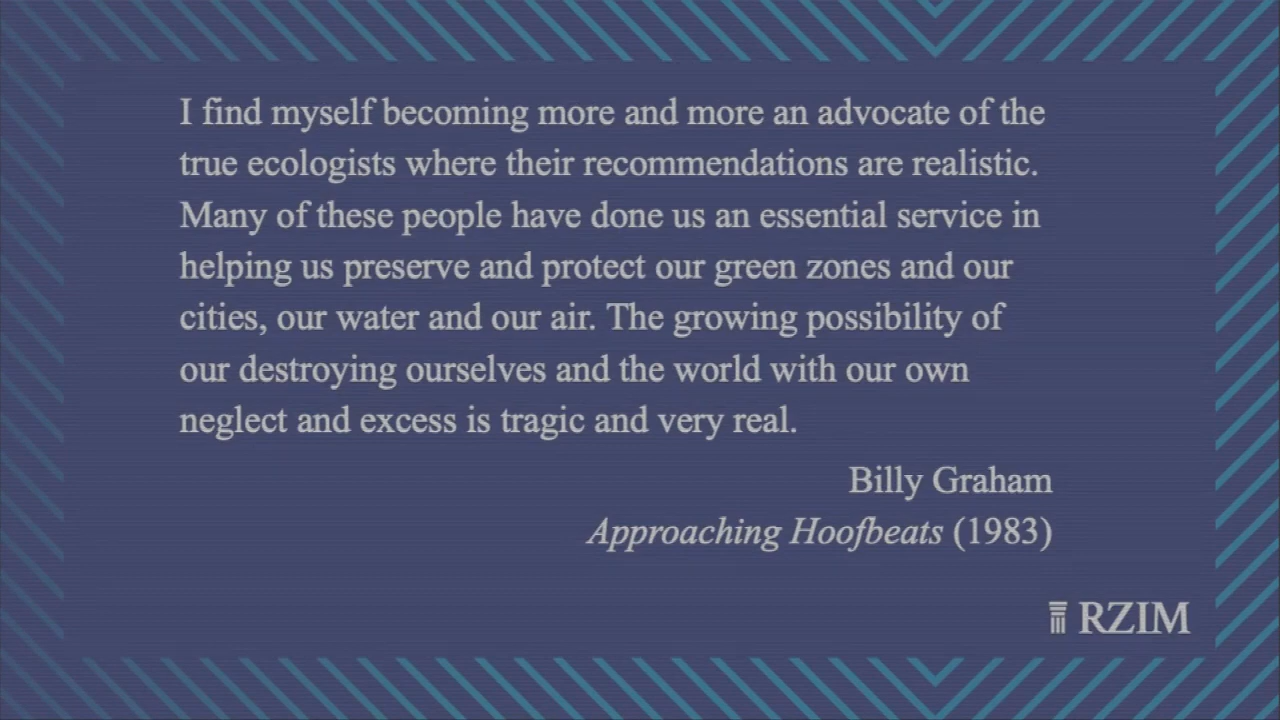 I find myself becoming more and more an advocate of the
true ecologists where their recommendations are realistic.
Many of these people have done us an essential service in
helping us preserve and protect our green zones and our
cities, our water and our air. The growing possibility of
our destroying ourselves and the world with our own
neglect and excess is tragic and very real.
Billy Graham
Approaching Hoofbeats (1983)
RZIM